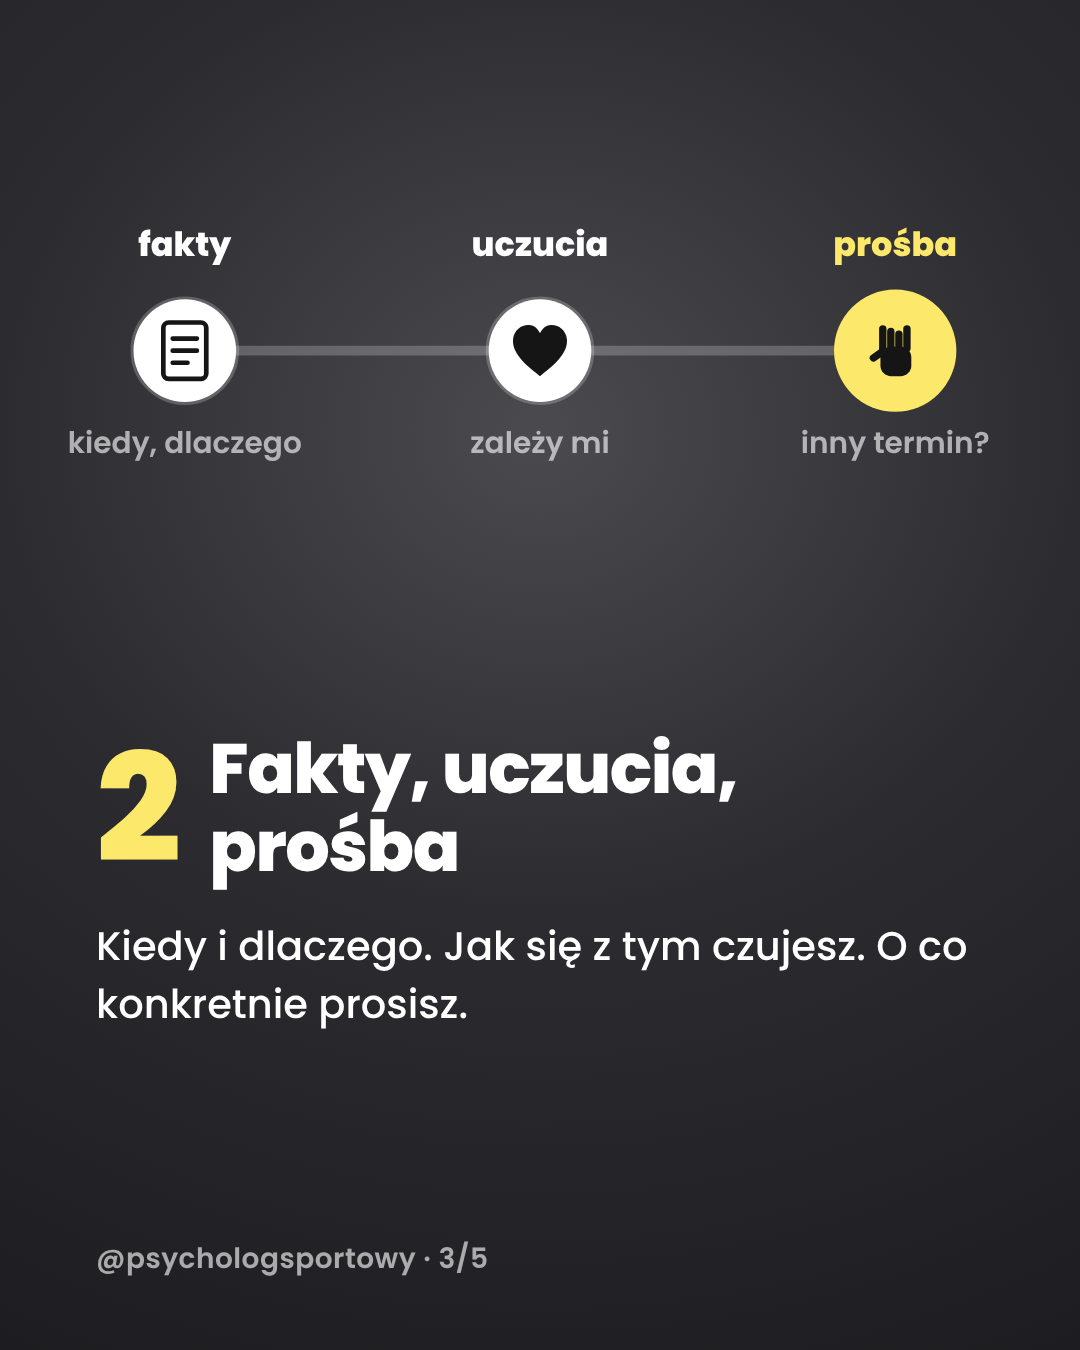 fakty
uczucia
prośba
kiedy, dlaczego
zależy mi
inny termin?
2
Fakty, uczucia,
prośba
Kiedy i dlaczego. Jak się z tym czujesz. O co
konkretnie prosisz.
@psychologsportowy · 3/5